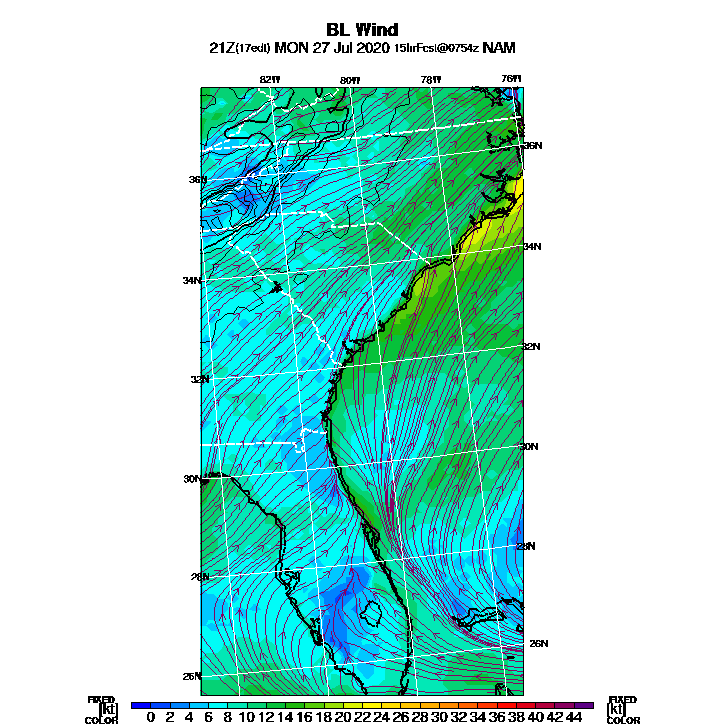 BL Wind
21Z(17edt) MON 27 Jul 2020 15hrFcst@0754z NAM
82W 80W 78W 76W
36N 36N
34N 34N
32N 32N
30N 30N
28N 28N
26N 26N
FIXED [kt] COLOR 0 2 4 6 8 10 12 14 16 18 20 22 24 26 28 30 32 34 36 38 40 42 44 FIXED [kt] COLOR